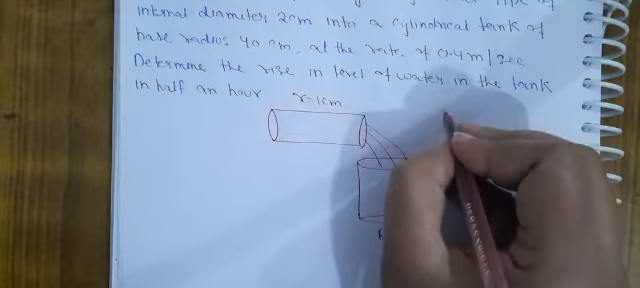 internal diameter 2cm into a cylindrical tank of
base radius 40 cm, at the rate of 0.4m/sec
Determine the rise in level of water in the tank
in half an hour
r=1cm